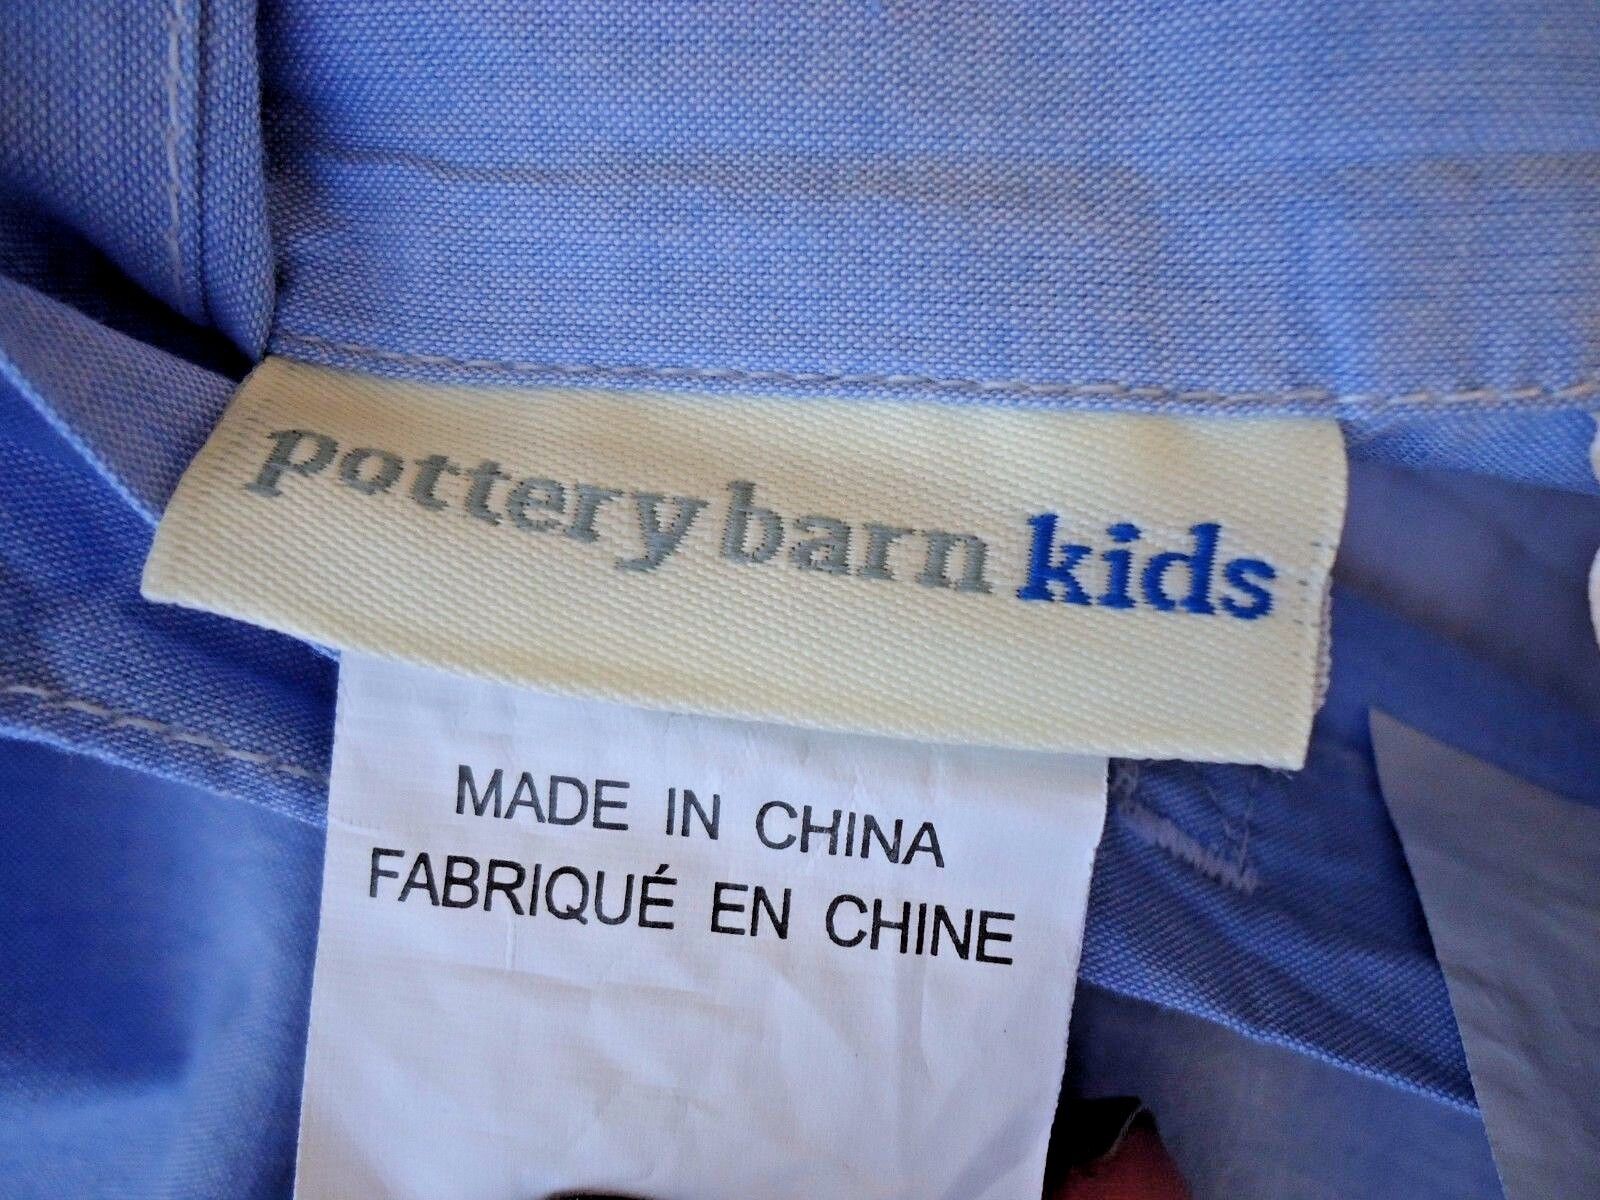 pottery barn kids
MADE IN CHINA
FABRIQUÉ EN CHINE